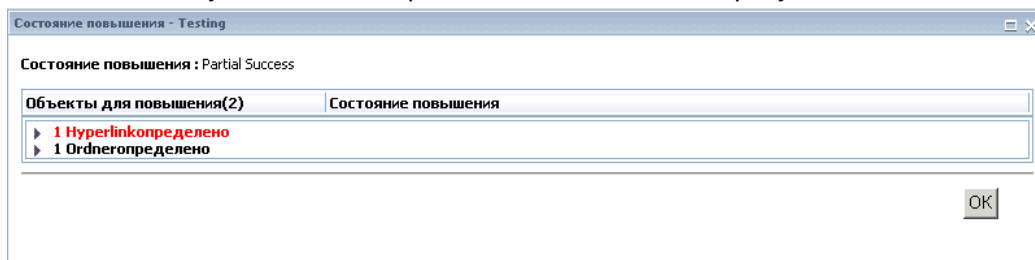 Состояние повышения - Testing
Состояние повышения : Partial Success
Объекты для повышения(2) Состояние повышения
1 Hyperlinkопределено
1 Ordnerопределено
OK